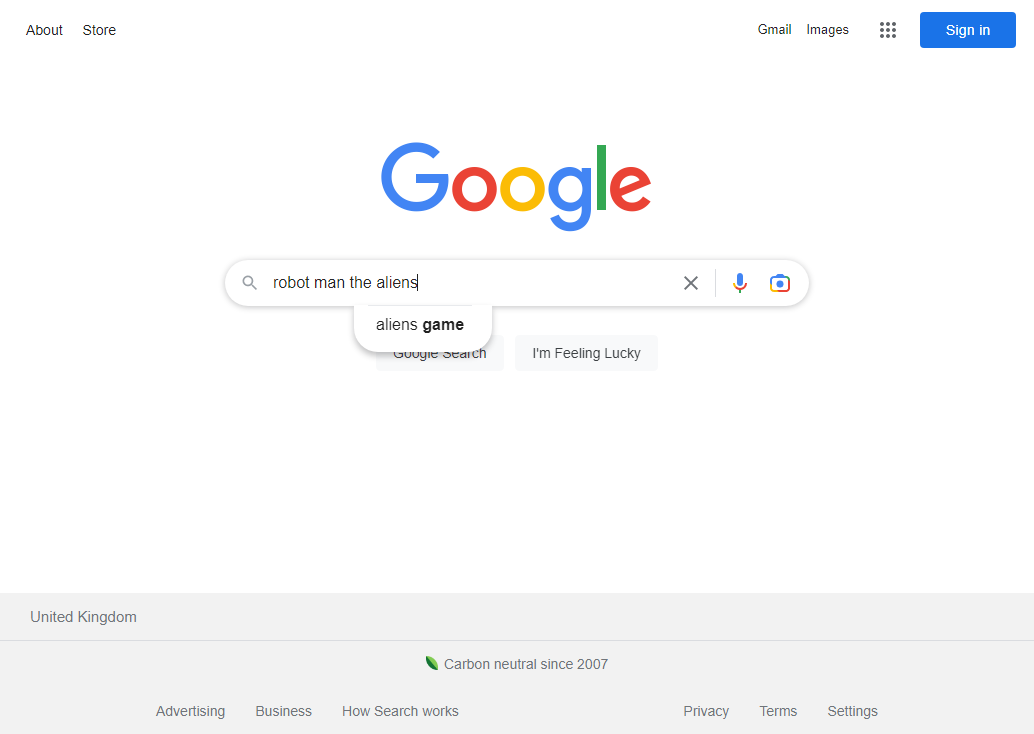 About Store Gmail Images Sign in
Google
robot man the aliens
aliens game
Google Search I'm Feeling Lucky
United Kingdom
Carbon neutral since 2007
Advertising Business How Search works Privacy Terms Settings